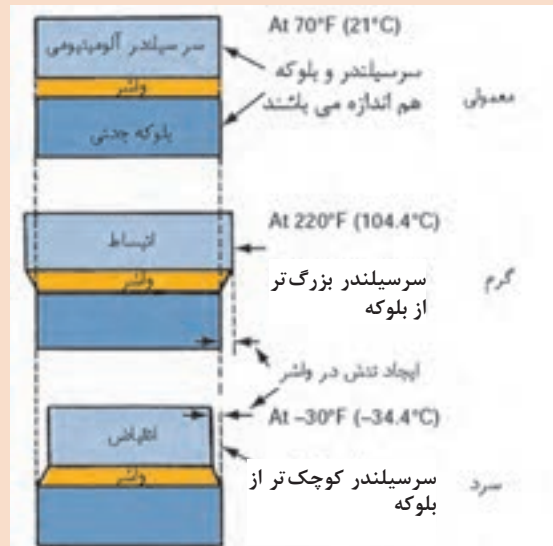 At 70°F (21°C)
سر سیلندر آلومینیومی
سرسیلندر و بلوکه
هم اندازه می باشند
معمولی
واشر
بلوکه چدنی
At 220°F (104.4°C)
انبساط
واشر
سرسیلندر بزرگ‌تر
از بلوکه
گرم
ایجاد تنش در واشر
At –30°F (–34.4°C)
انقباض
واشر
سرسیلندر کوچک‌تر از
بلوکه
سرد